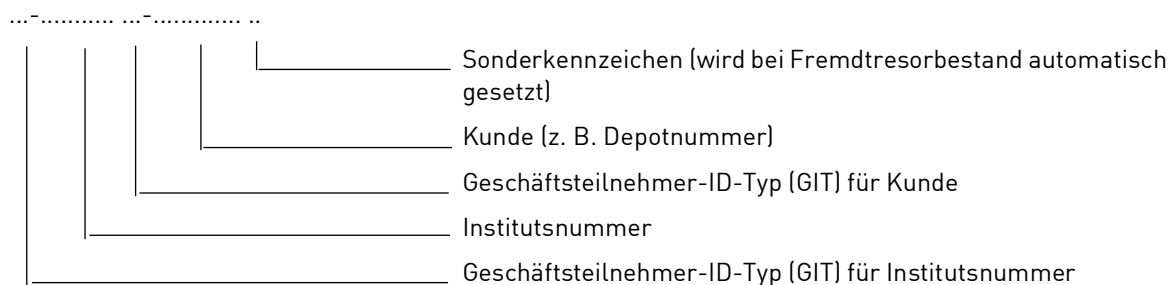 ...-........... ...-............. ..
Sonderkennzeichen (wird bei Fremdtresorbestand automatisch
gesetzt)
Kunde (z. B. Depotnummer)
Geschäftsteilnehmer-ID-Typ (GIT) für Kunde
Institutsnummer
Geschäftsteilnehmer-ID-Typ (GIT) für Institutsnummer